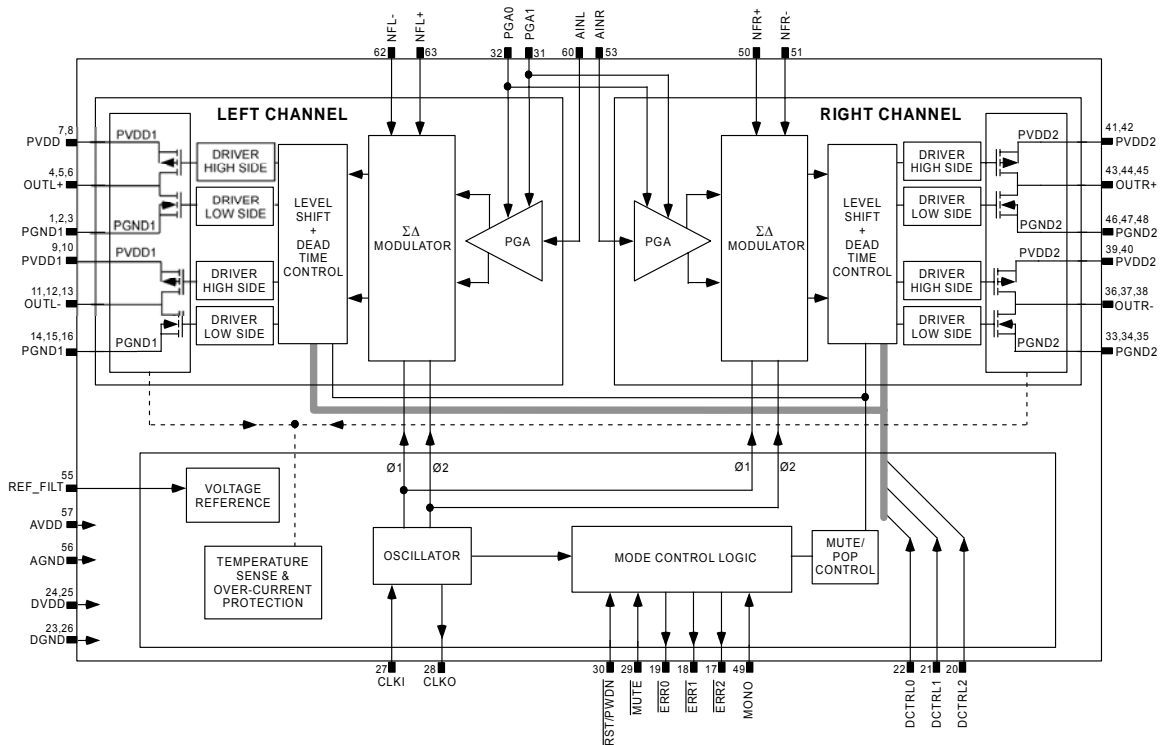 NFL-
NFL+
PGA0
PGA1
AINL
AINR
NFR+
NFR-
62
63
32
31
60
53
50
51
LEFT CHANNEL
RIGHT CHANNEL
7,8
PVDD
4,5,6
OUTL+
1,2,3
PGND1
9,10
PVDD1
11,12,13
OUTL-
14,15,16
PGND1
PVDD1
PGND1
PVDD1
PGND1
DRIVER
HIGH SIDE
DRIVER
LOW SIDE
DRIVER
HIGH SIDE
DRIVER
LOW SIDE
LEVEL
SHIFT
+
DEAD
TIME
CONTROL
ΣΔ
MODULATOR
PGA
PGA
ΣΔ
MODULATOR
LEVEL
SHIFT
+
DEAD
TIME
CONTROL
DRIVER
HIGH SIDE
DRIVER
LOW SIDE
DRIVER
HIGH SIDE
DRIVER
LOW SIDE
PVDD2
PGND2
PVDD2
PGND2
41,42
PVDD2
43,44,45
OUTR+
46,47,48
PGND2
39,40
PVDD2
36,37,38
OUTR-
33,34,35
PGND2
Ø1
Ø2
Ø1
Ø2
55
REF_FILT
57
AVDD
56
AGND
24,25
DVDD
23,26
DGND
VOLTAGE
REFERENCE
TEMPERATURE
SENSE &
OVER-CURRENT
PROTECTION
OSCILLATOR
MODE CONTROL LOGIC
MUTE/
POP
CONTROL
27
28
30
29
19
18
17
49
22
21
20
CLKI
CLKO
RST/PWDN
MUTE
ERR0
ERR1
ERR2
MONO
DCTRL0
DCTRL1
DCTRL2